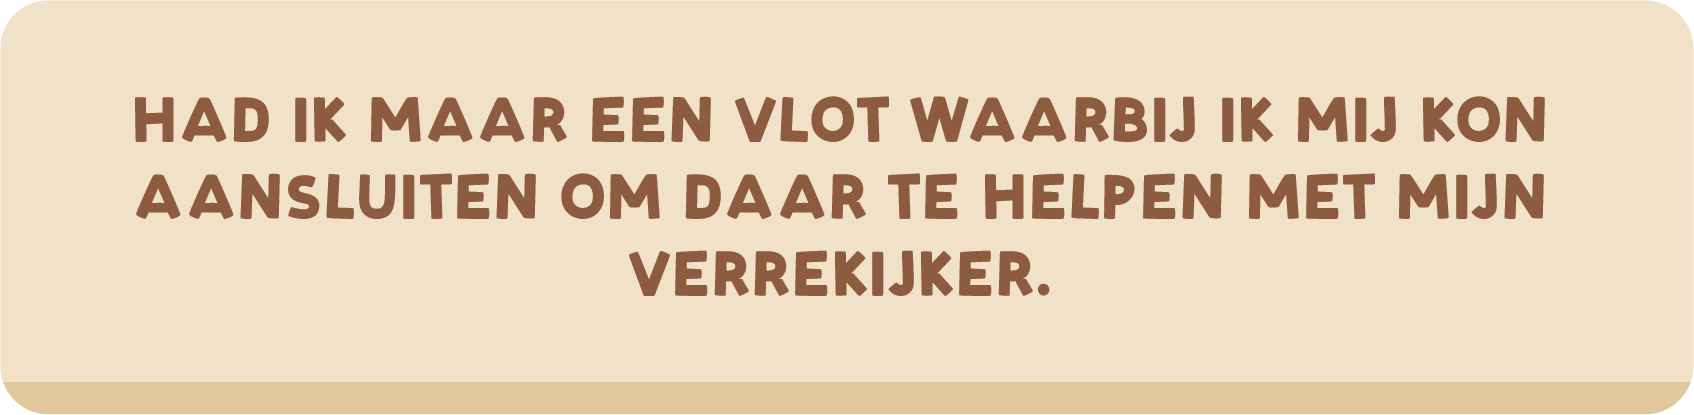 HAD IK MAAR EEN VLOT WAARBIJ IK MIJ KON
AANSLUITEN OM DAAR TE HELPEN MET MIJN
VERREKIJKER.